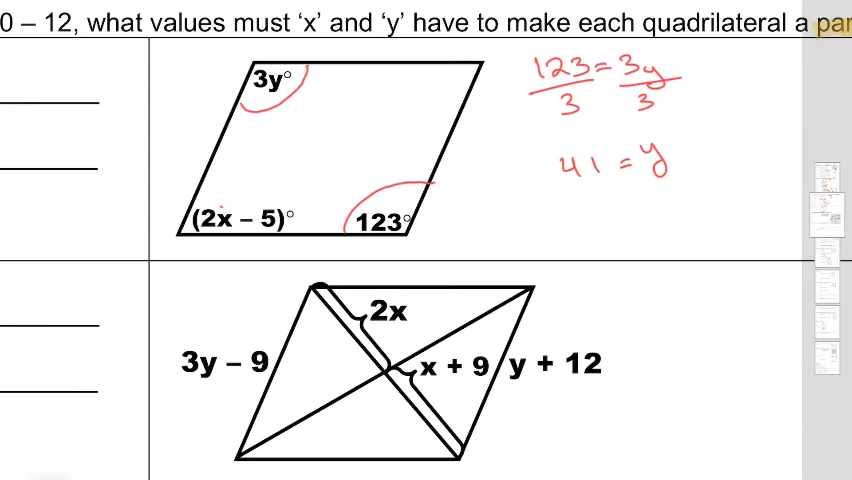 0 – 12, what values must ‘x’ and ‘y’ have to make each quadrilateral a par
3y°
123 = 3y
3 3
41 = y
(2x – 5)°
123°
2x
3y – 9
x + 9
y + 12